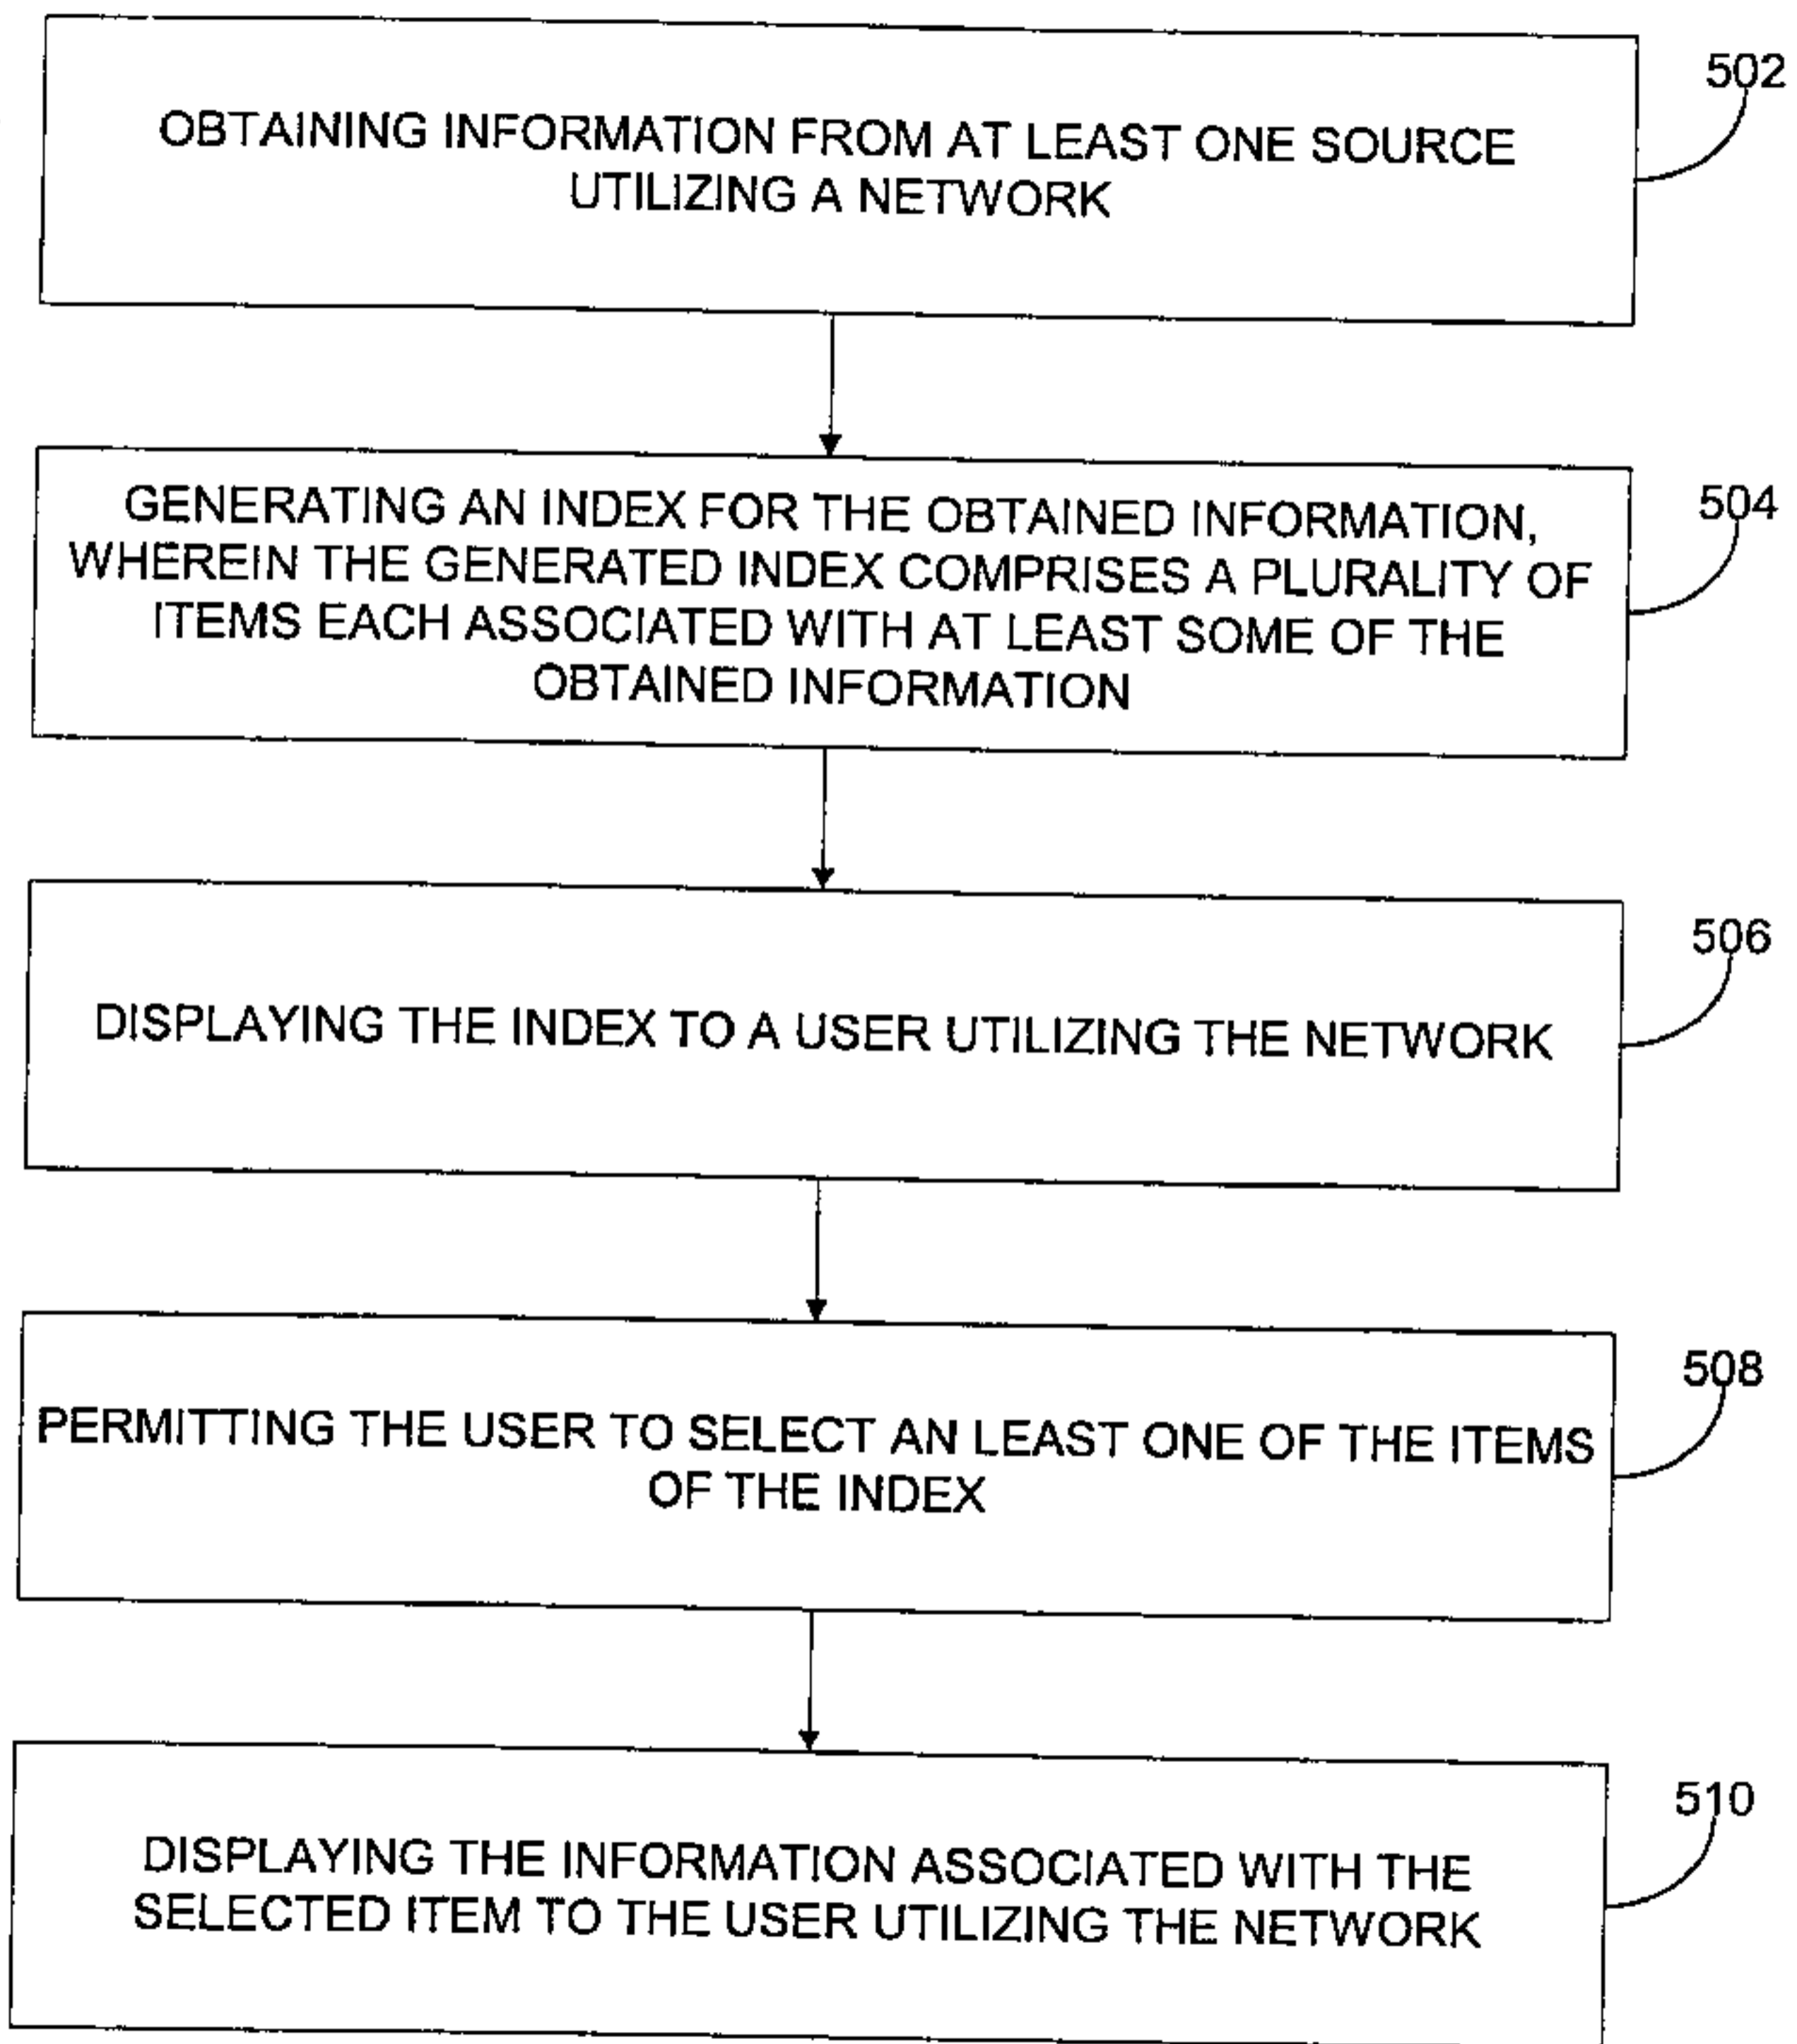 502
OBTAINING INFORMATION FROM AT LEAST ONE SOURCE
UTILIZING A NETWORK
504
GENERATING AN INDEX FOR THE OBTAINED INFORMATION,
WHEREIN THE GENERATED INDEX COMPRISES A PLURALITY OF
ITEMS EACH ASSOCIATED WITH AT LEAST SOME OF THE
OBTAINED INFORMATION
506
DISPLAYING THE INDEX TO A USER UTILIZING THE NETWORK
508
PERMITTING THE USER TO SELECT AN LEAST ONE OF THE ITEMS
OF THE INDEX
510
DISPLAYING THE INFORMATION ASSOCIATED WITH THE
SELECTED ITEM TO THE USER UTILIZING THE NETWORK